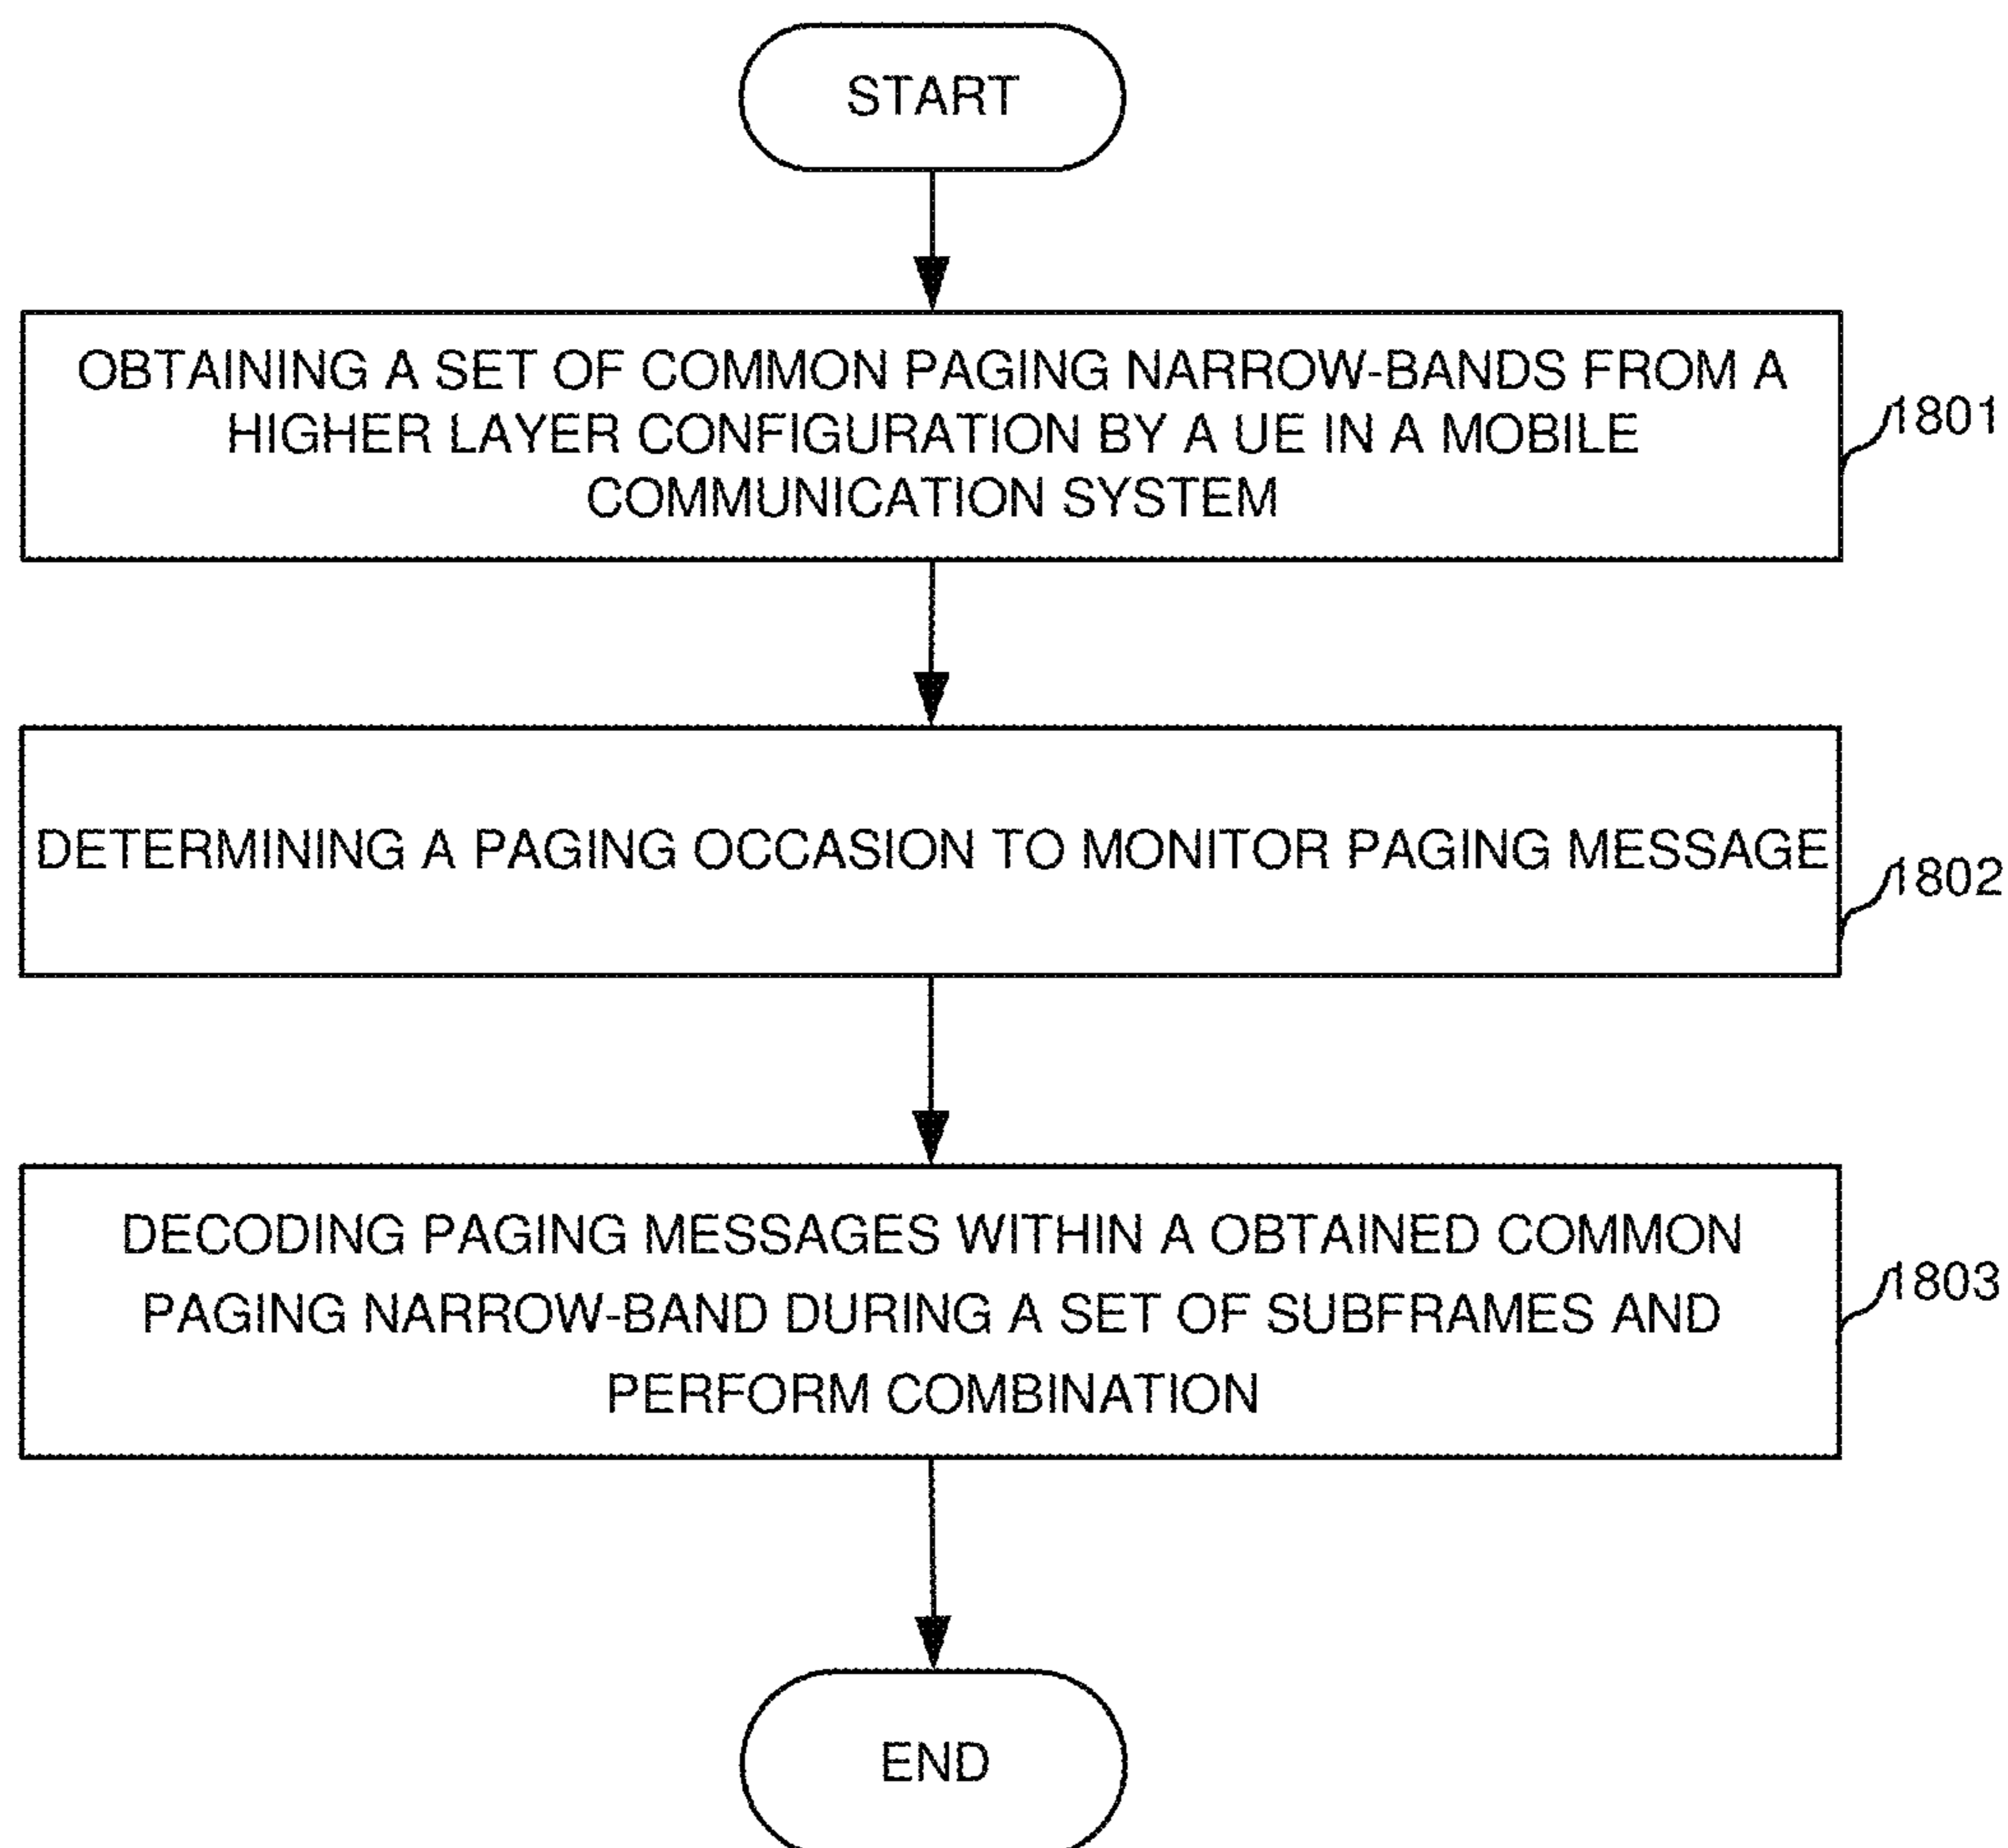 START
OBTAINING A SET OF COMMON PAGING NARROW-BANDS FROM A
HIGHER LAYER CONFIGURATION BY A UE IN A MOBILE
COMMUNICATION SYSTEM
1801
DETERMINING A PAGING OCCASION TO MONITOR PAGING MESSAGE
1802
DECODING PAGING MESSAGES WITHIN A OBTAINED COMMON
PAGING NARROW-BAND DURING A SET OF SUBFRAMES AND
PERFORM COMBINATION
1803
END